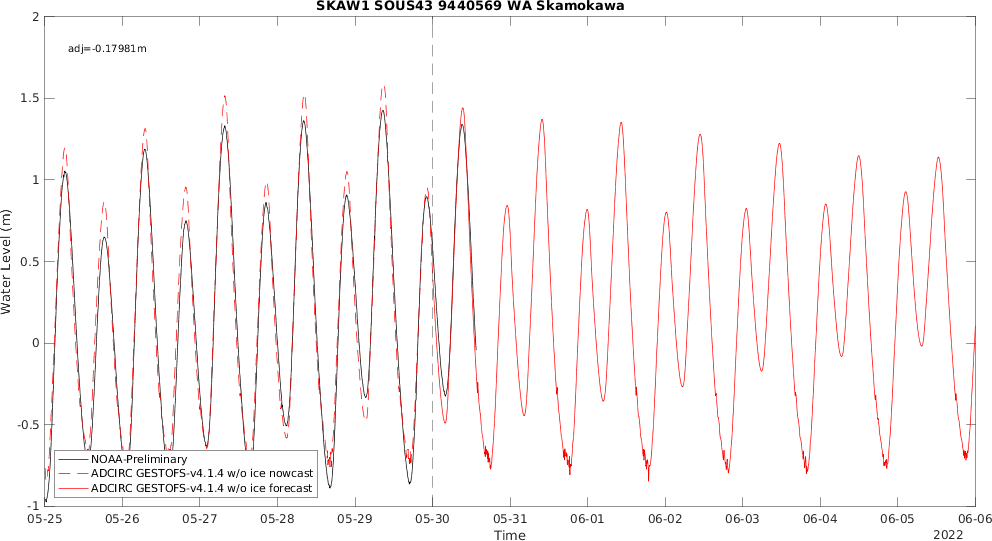 SKAW1 SOUS43 9440569 WA Skamokawa
adj=-0.17981m
Water Level (m)
2
1.5
1
0.5
0
-0.5
-1
NOAA-Preliminary
ADCIRC GESTOFS-v4.1.4 w/o ice nowcast
ADCIRC GESTOFS-v4.1.4 w/o ice forecast
05-25 05-26 05-27 05-28 05-29 05-30 05-31 06-01 06-02 06-03 06-04 06-05 06-06
Time
2022